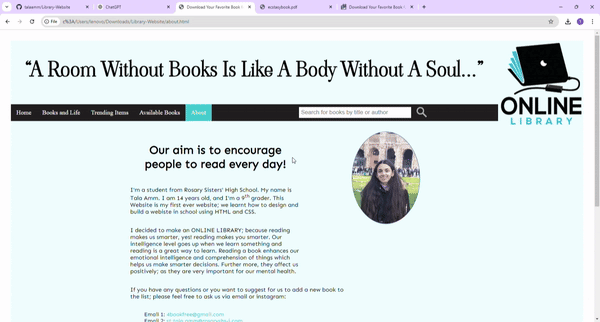 talaamm/Library-Website
ChatGPT
Download Your Favorite Book
ecstasybook.pdf
Download Your Favorite Book
File
C:/Users/lenovo/Downloads/Library-Website/about.html
“A Room Without Books Is Like A Body Without A Soul...”
Home
Books and Life
Trending Items
Available Books
About
Search for books by title or author
ONLINE
LIBRARY
Our aim is to encourage
people to read every day!
I'm a student from Rosary Sisters' High School. My name is
Tala Amm. I am 14 years old, and I'm a 9th grader. This
Website is my first ever website; we learnt how to design and
build a website in school using HTML and CSS.
I decided to make an ONLINE LIBRARY; because reading
makes us smarter, yes! reading makes you smarter. Our
intelligence level goes up when we learn something and
reading is a great way to learn. Reading a book enhances our
emotional intelligence and comprehension of things which
helps us make smarter decisions. Further more, they affect us
positively; as they are very important for our mental health.
If you have any questions or you want to suggest for us to add a new book to
the list; please feel free to ask us via email or instagram:
Email 1: ebookfree@gmail.com
Email 2: